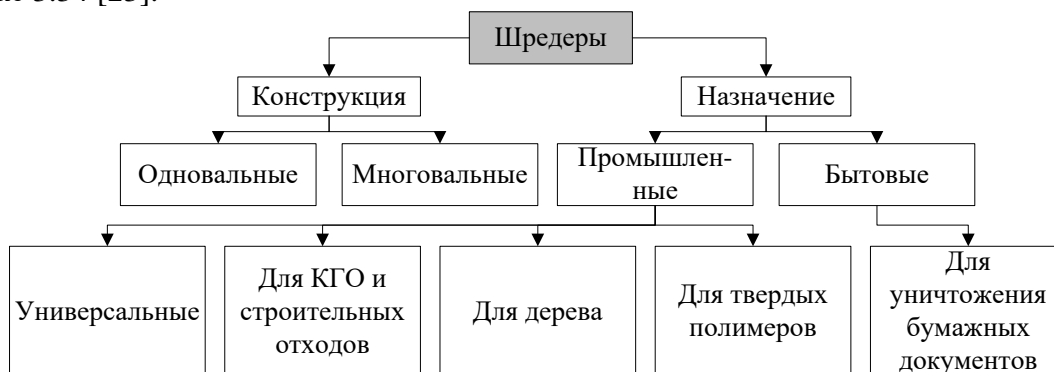 Шредеры
Конструкция
Назначение
Одновальные
Многовальные
Промышлен-
ные
Бытовые
Универсальные
Для КГО и
строительных
отходов
Для дерева
Для твердых
полимеров
Для
уничтожения
бумажных
документов